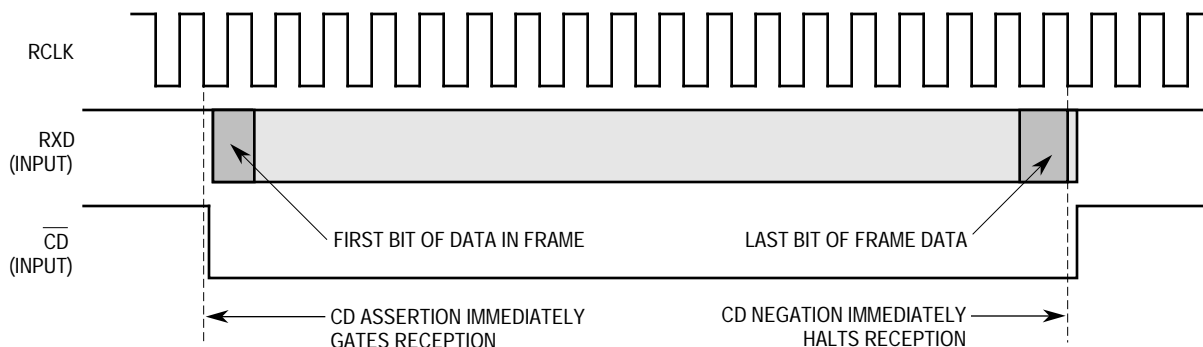 RCLK
RXD
(INPUT)
CD
(INPUT)
FIRST BIT OF DATA IN FRAME
LAST BIT OF FRAME DATA
CD ASSERTION IMMEDIATELY
GATES RECEPTION
CD NEGATION IMMEDIATELY
HALTS RECEPTION